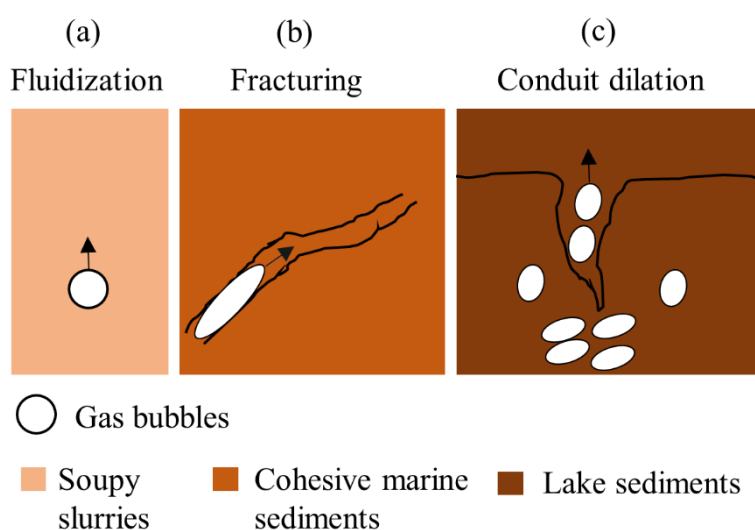 (a)
Fluidization
(b)
Fracturing
(c)
Conduit dilation
Gas bubbles
Soupy
slurries
Cohesive marine
sediments
Lake sediments